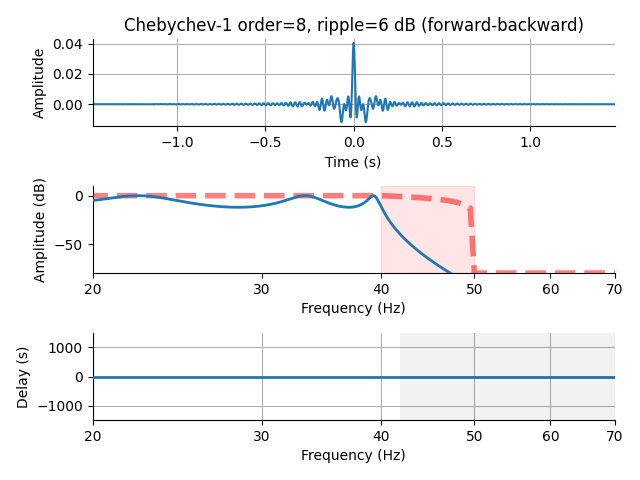 Chebychev-1 order=8, ripple=6 dB (forward-backward)
Amplitude
0.04
0.02
0.00
−1.0 −0.5 0.0 0.5 1.0
Time (s)
Amplitude (dB)
0
−50
20 30 40 50 60 70
Frequency (Hz)
Delay (s)
1000
0
−1000
20 30 40 50 60 70
Frequency (Hz)